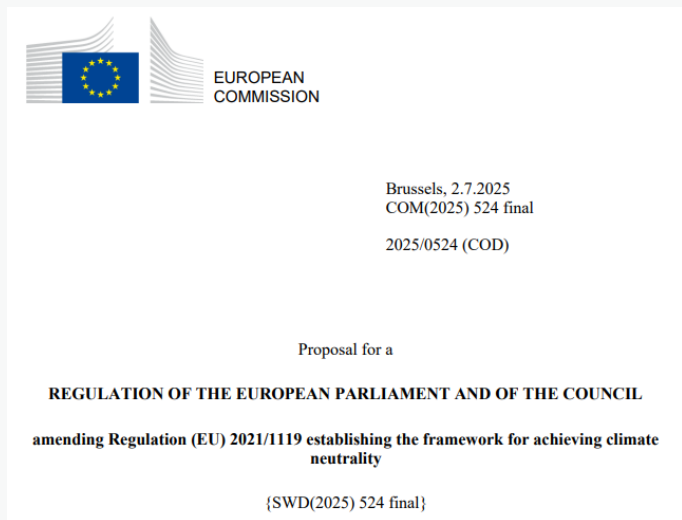 EUROPEAN
COMMISSION
Brussels, 2.7.2025
COM(2025) 524 final
2025/0524 (COD)
Proposal for a
REGULATION OF THE EUROPEAN PARLIAMENT AND OF THE COUNCIL
amending Regulation (EU) 2021/1119 establishing the framework for achieving climate
neutrality
{SWD(2025) 524 final}